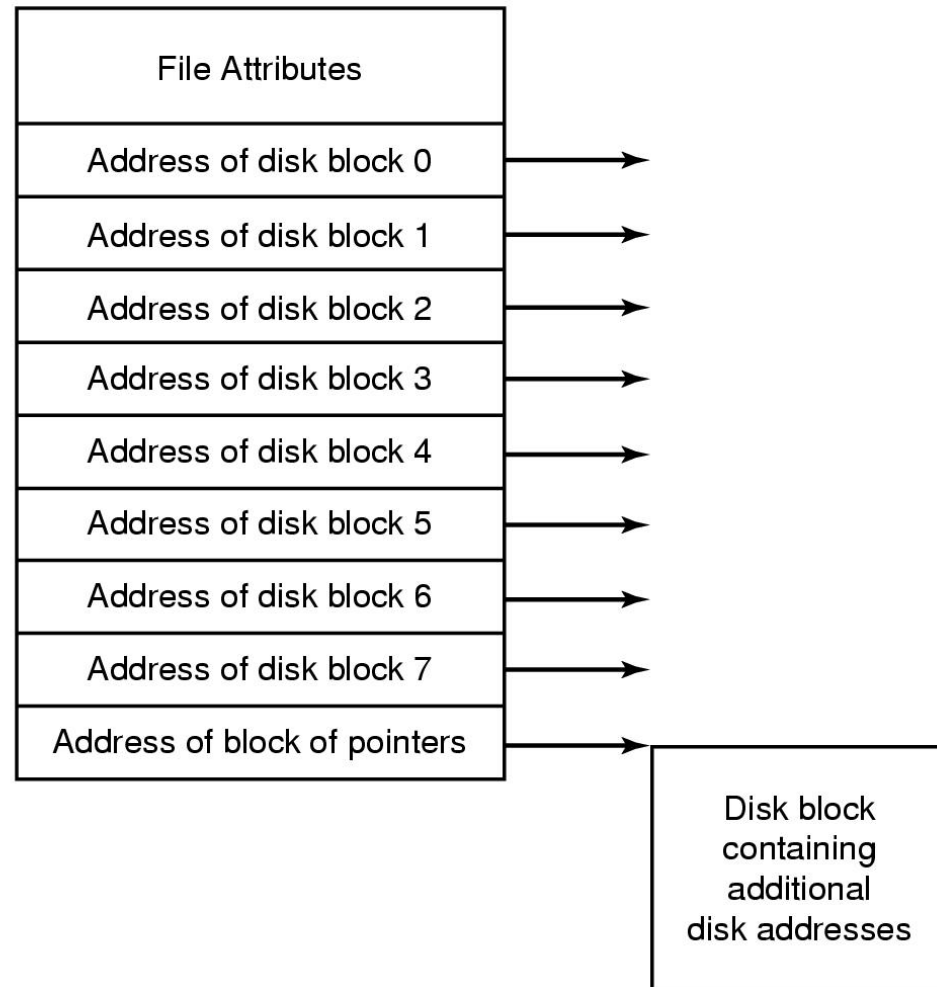 File Attributes
Address of disk block 0
Address of disk block 1
Address of disk block 2
Address of disk block 3
Address of disk block 4
Address of disk block 5
Address of disk block 6
Address of disk block 7
Address of block of pointers
Disk block
containing
additional
disk addresses